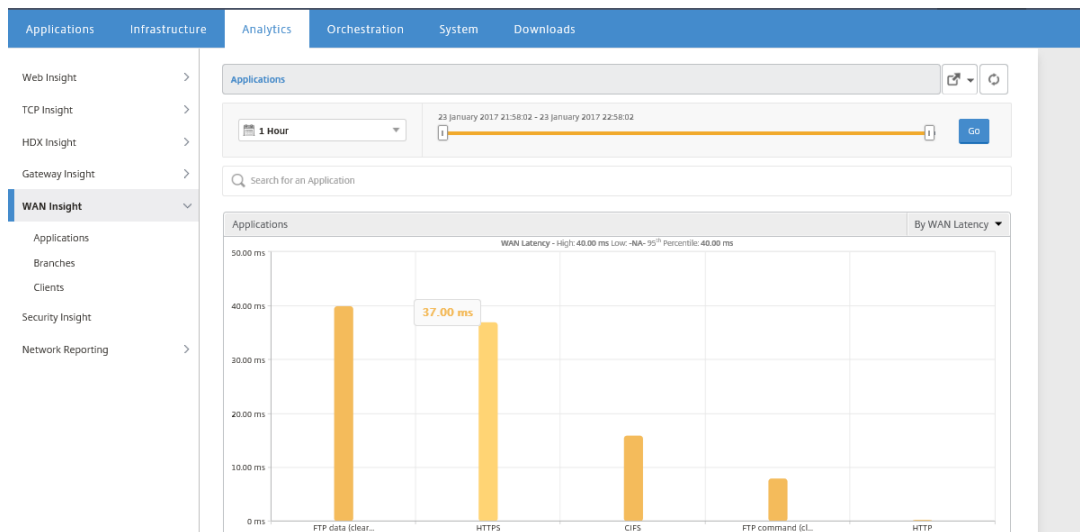 Applications Infrastructure Analytics Orchestration System Downloads
Web Insight
TCP Insight
HDX Insight
Gateway Insight
WAN Insight
Applications
Branches
Clients
Security Insight
Network Reporting
Applications
1 Hour
23 January 2017 21:58:02 - 23 January 2017 22:58:02
Go
Search for an Application
Applications By WAN Latency
WAN Latency - High: 40.00 ms Low: -NA- 95th Percentile: 40.00 ms
50.00 ms
40.00 ms
37.00 ms
30.00 ms
20.00 ms
10.00 ms
0 ms
FTP data (clear... HTTPS CIFS FTP command (cl... HTTP